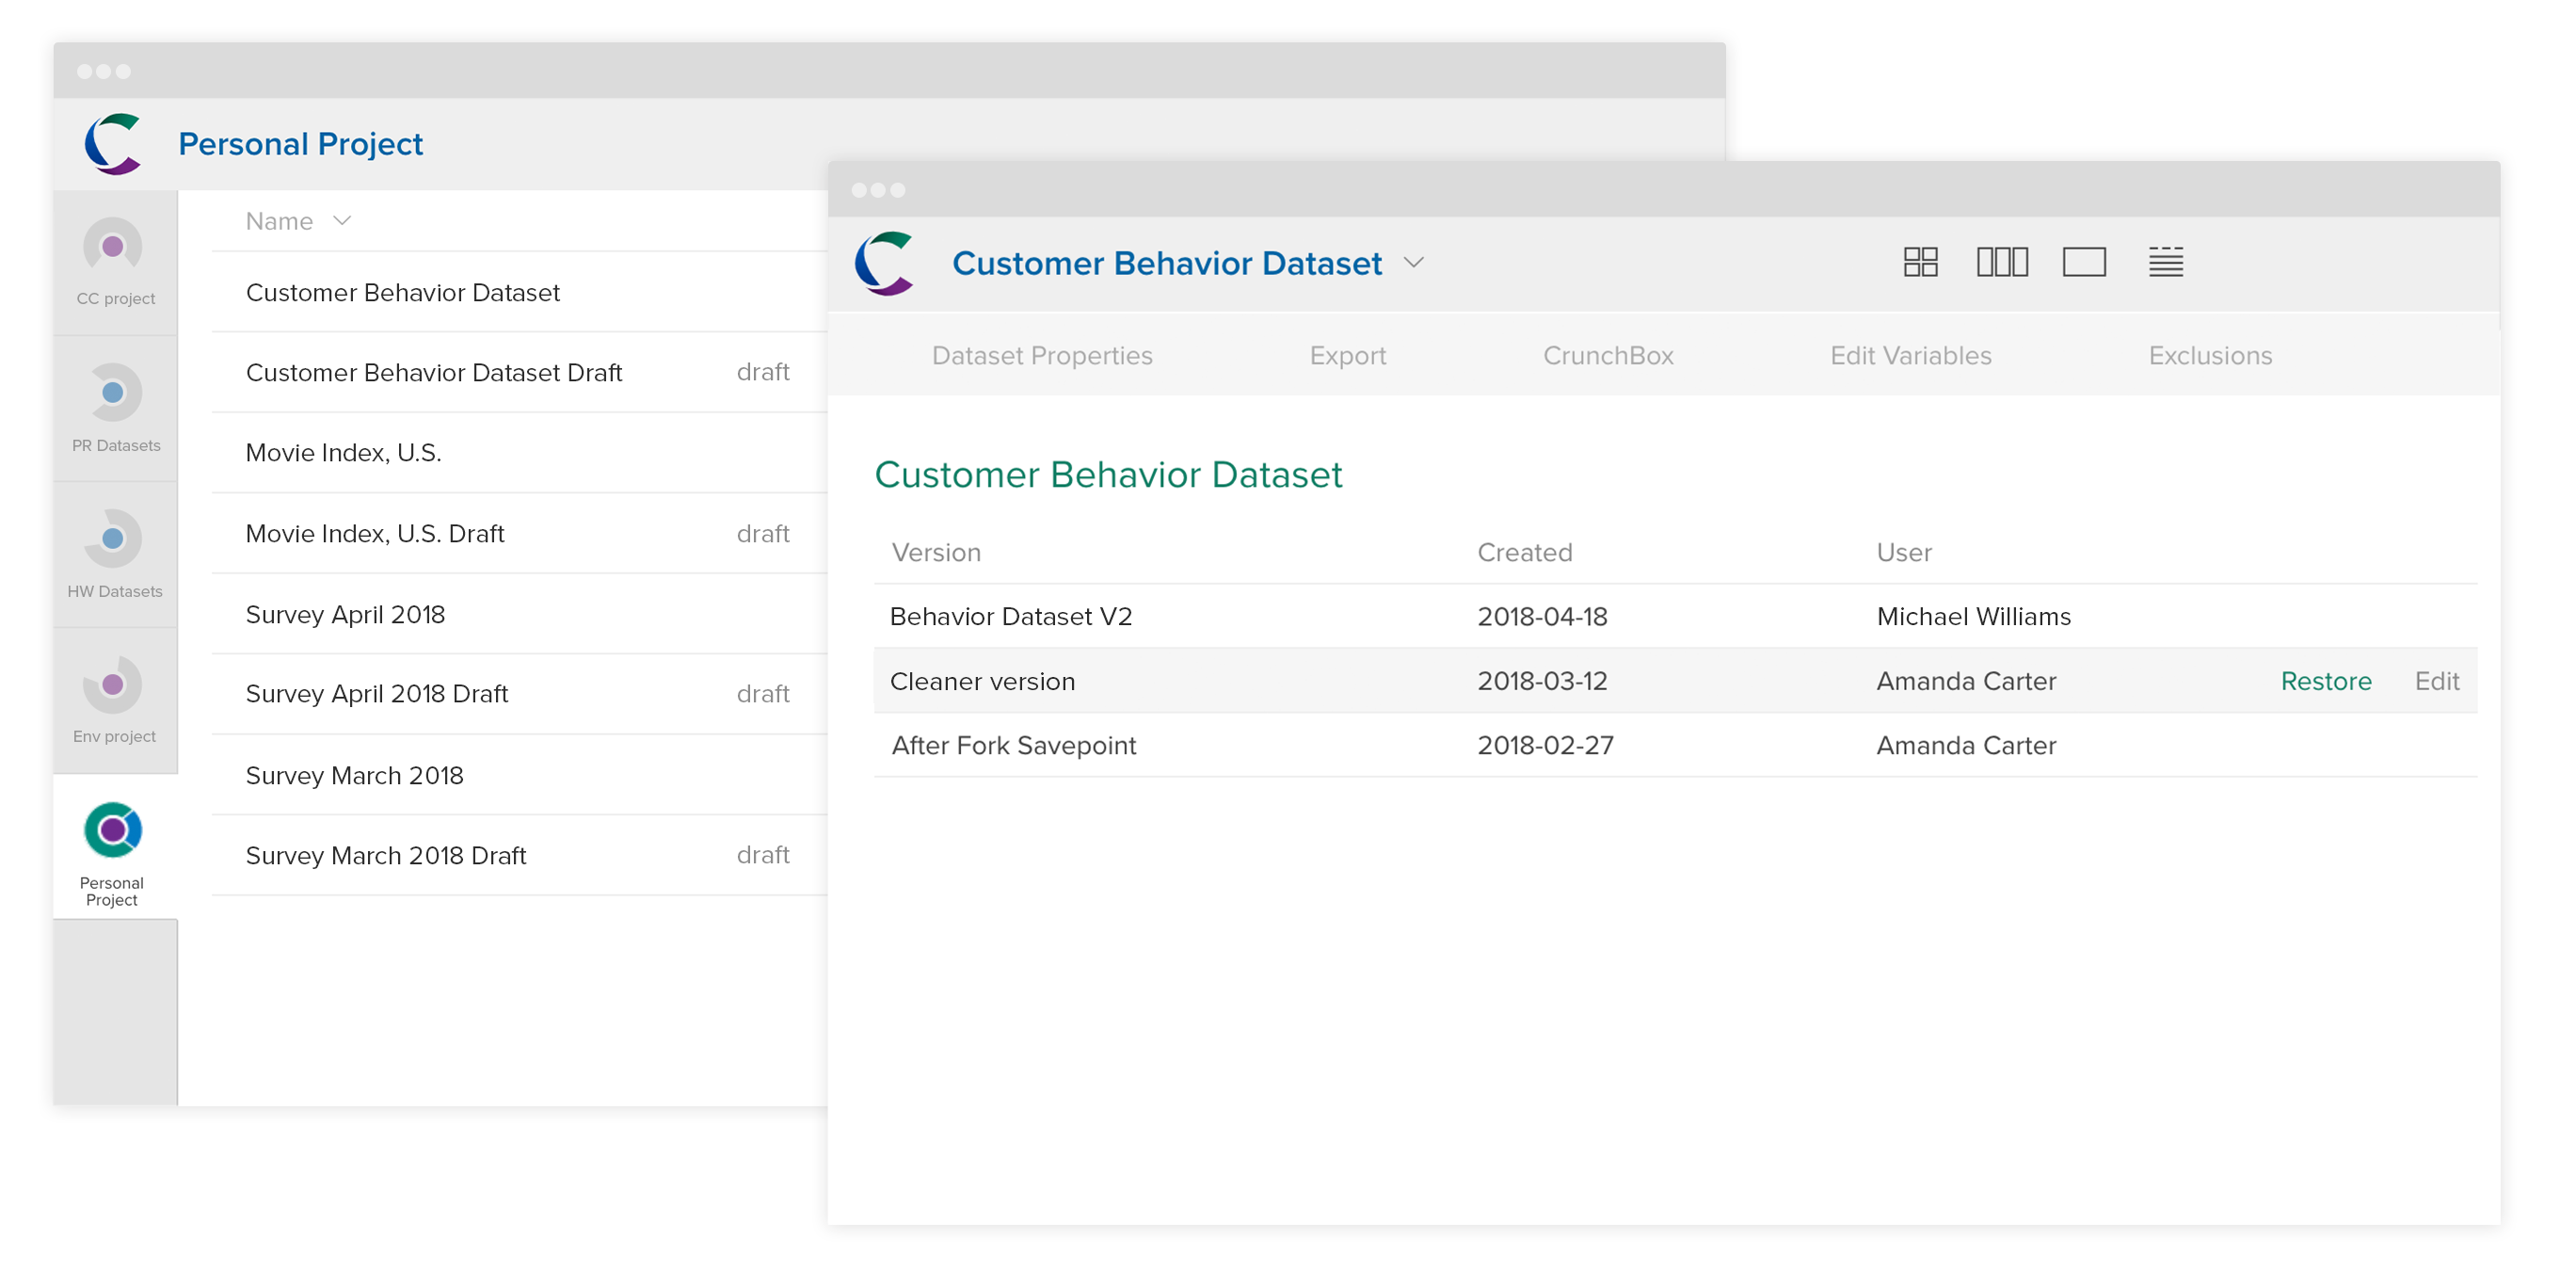 Personal Project
CC project
PR Datasets
HW Datasets
Env project
Personal
Project
Name
Customer Behavior Dataset
Customer Behavior Dataset Draft draft
Movie Index, U.S.
Movie Index, U.S. Draft draft
Survey April 2018
Survey April 2018 Draft draft
Survey March 2018
Survey March 2018 Draft draft
Customer Behavior Dataset
Dataset Properties Export CrunchBox Edit Variables Exclusions
Customer Behavior Dataset
Version Created User
Behavior Dataset V2 2018-04-18 Michael Williams
Cleaner version 2018-03-12 Amanda Carter Restore Edit
After Fork Savepoint 2018-02-27 Amanda Carter